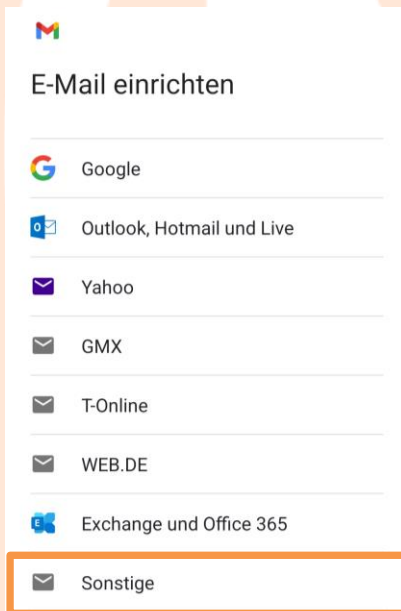 E-Mail einrichten
Google
Outlook, Hotmail und Live
Yahoo
GMX
T-Online
WEB.DE
Exchange und Office 365
Sonstige